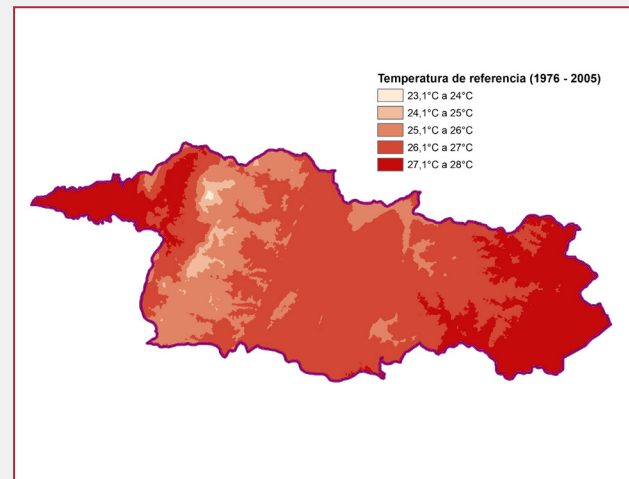 Temperatura de referencia (1976 - 2005)
23,1°C a 24°C
24,1°C a 25°C
25,1°C a 26°C
26,1°C a 27°C
27,1°C a 28°C